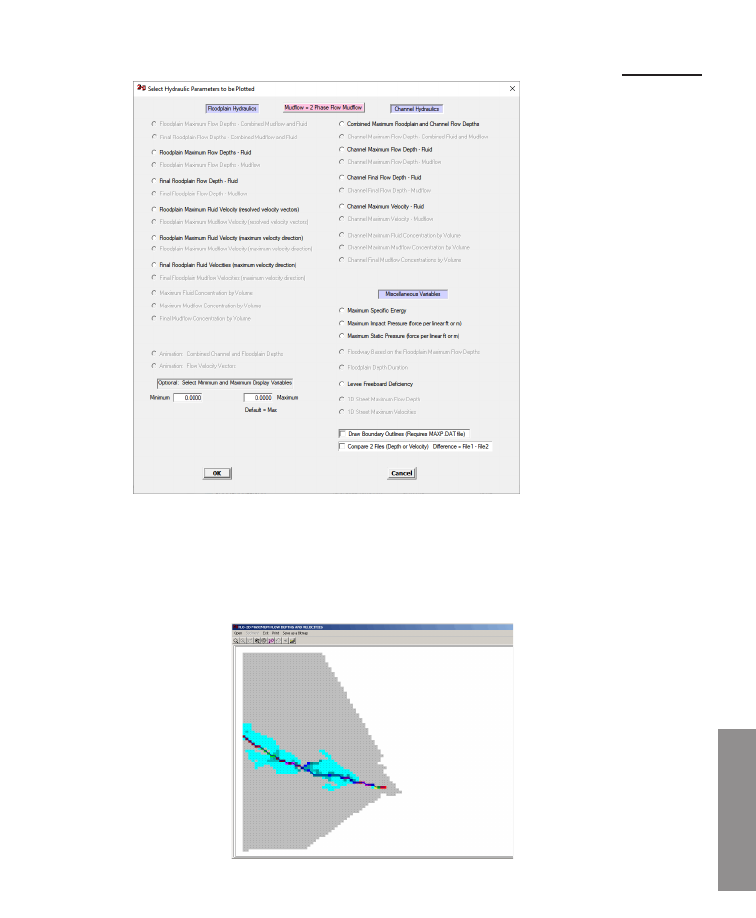 Select Hydraulic Parameters to be Plotted
Floodplain Hydraulics
Mudflow = 2 Phase Flow Mudflow
Channel Hydraulics
Floodplain Maximum Flow Depths - Combined Mudflow and Fluid
Final Floodplain Flow Depths - Combined Mudflow and Fluid
Floodplain Maximum Flow Depths - Fluid
Floodplain Maximum Flow Depths - Mudflow
Final Floodplain Flow Depth - Fluid
Final Floodplain Flow Depth - Mudflow
Floodplain Maximum Fluid Velocity (resolved velocity vectors)
Floodplain Maximum Mudflow Velocity (resolved velocity vectors)
Floodplain Maximum Fluid Velocity (maximum velocity direction)
Floodplain Maximum Mudflow Velocity (maximum velocity direction)
Final Floodplain Fluid Velocities (maximum velocity direction)
Final Floodplain Mudflow Velocities (maximum velocity direction)
Maximum Fluid Concentration by Volume
Maximum Mudflow Concentration by Volume
Final Mudflow Concentration by Volume
Animation: Combined Channel and Floodplain Depths
Animation: Flow Velocity Vectors
Optional: Select Minimium and Maximum Display Variables
Minimum 0.0000 0.0000 Maximum
Default = Max
OK
Combined Maximum Floodplain and Channel Flow Depths
Channel Maximum Flow Depth - Combined Fluid and Mudflow
Channel Maximum Flow Depth - Fluid
Channel Maximum Flow Depth - Mudflow
Channel Final Flow Depth - Fluid
Channel Final Flow Depth - Mudflow
Channel Maximum Velocity - Fluid
Channel Maximum Velocity - Mudflow
Channel Maximum Fluid Concentration by Volume
Channel Maximum Mudflow Concentration by Volume
Channel Final Mudflow Concentrations by Volume
Miscellaneous Variables
Maximum Specific Energy
Maximum Impact Pressure (force per linear ft or m)
Maximum Static Pressure (force per linear ft or m)
Floodway Based on the Floodplain Maximum Flow Depths
Floodplain Depth Duration
Levee Freeboard Deficiency
1D Street Maximum Flow Depth
1D Street Maximum Velocities
Draw Boundary Outlines (Requires MAXP.DAT file)
Compare 2 Files (Depth or Velocity) Difference = File1 - File2
Cancel
FLO-2D MAXIMUM FLOW DEPTHS AND VELOCITIES
Open Exit Print Save as a Bitmap